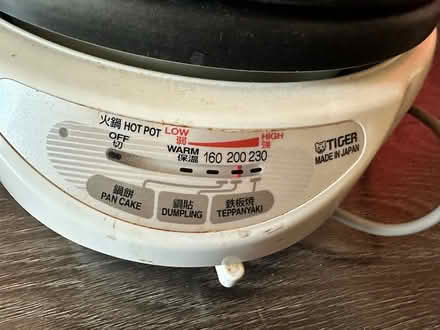 火鍋 HOT POT
LOW 弱
HIGH 強
OFF 切
WARM 保溫
160 200 230
TIGER
MADE IN JAPAN
鍋餅
PAN CAKE
鍋貼
DUMPLING
鉄板焼
TEPPANYAKI